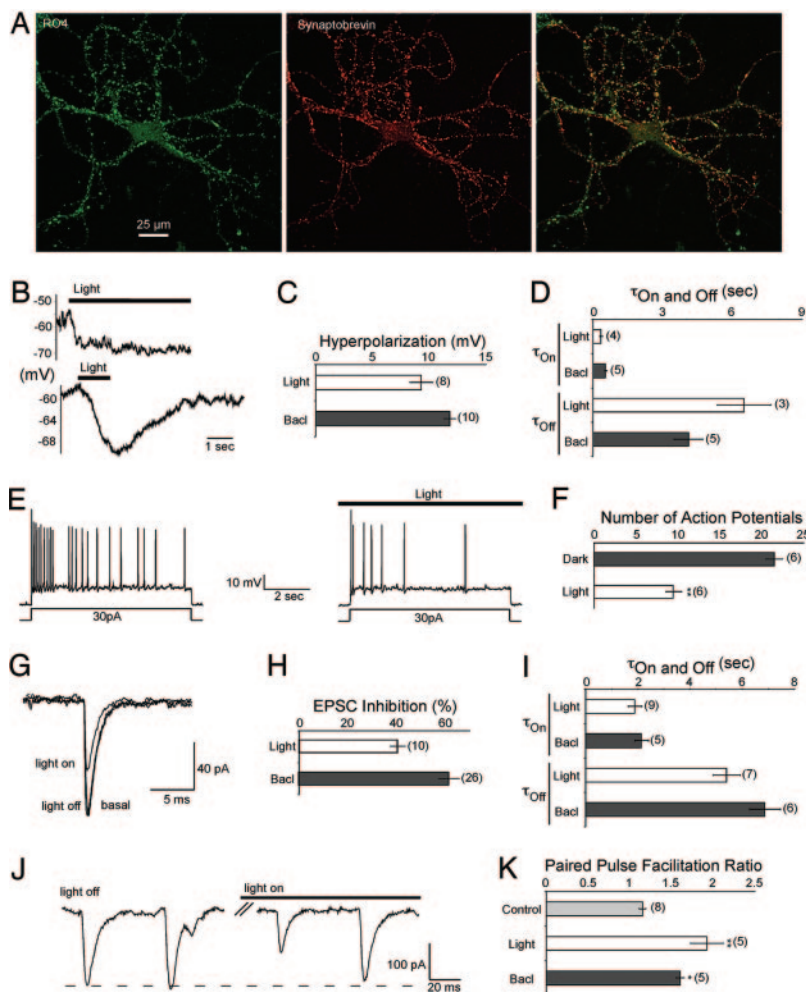 A
RO4
Synaptobrevin
25 µm
B
Light
-50
-60
-70
(mV)
Light
-60
-64
-68
1 sec
C
Hyperpolarization (mV)
0 5 10 15
Light (8)
Bacl (10)
D
τOn and Off (sec)
0 3 6 9
τOn
Light (4)
Bacl (5)
τOff
Light (3)
Bacl (5)
E
30pA
10 mV
2 sec
Light
30pA
F
Number of Action Potentials
0 5 10 15 20 25
Dark (6)
Light ** (6)
G
light on
light off basal
40 pA
5 ms
H
EPSC Inhibition (%)
0 20 40 60
Light (10)
Bacl (26)
I
τOn and Off (sec)
0 2 4 6 8
τOn
Light (9)
Bacl (5)
τOff
Light (7)
Bacl (6)
J
light off
light on
100 pA
20 ms
K
Paired Pulse Facilitation Ratio
0 0.5 1 1.5 2 2.5
Control (8)
Light ** (5)
Bacl * (5)